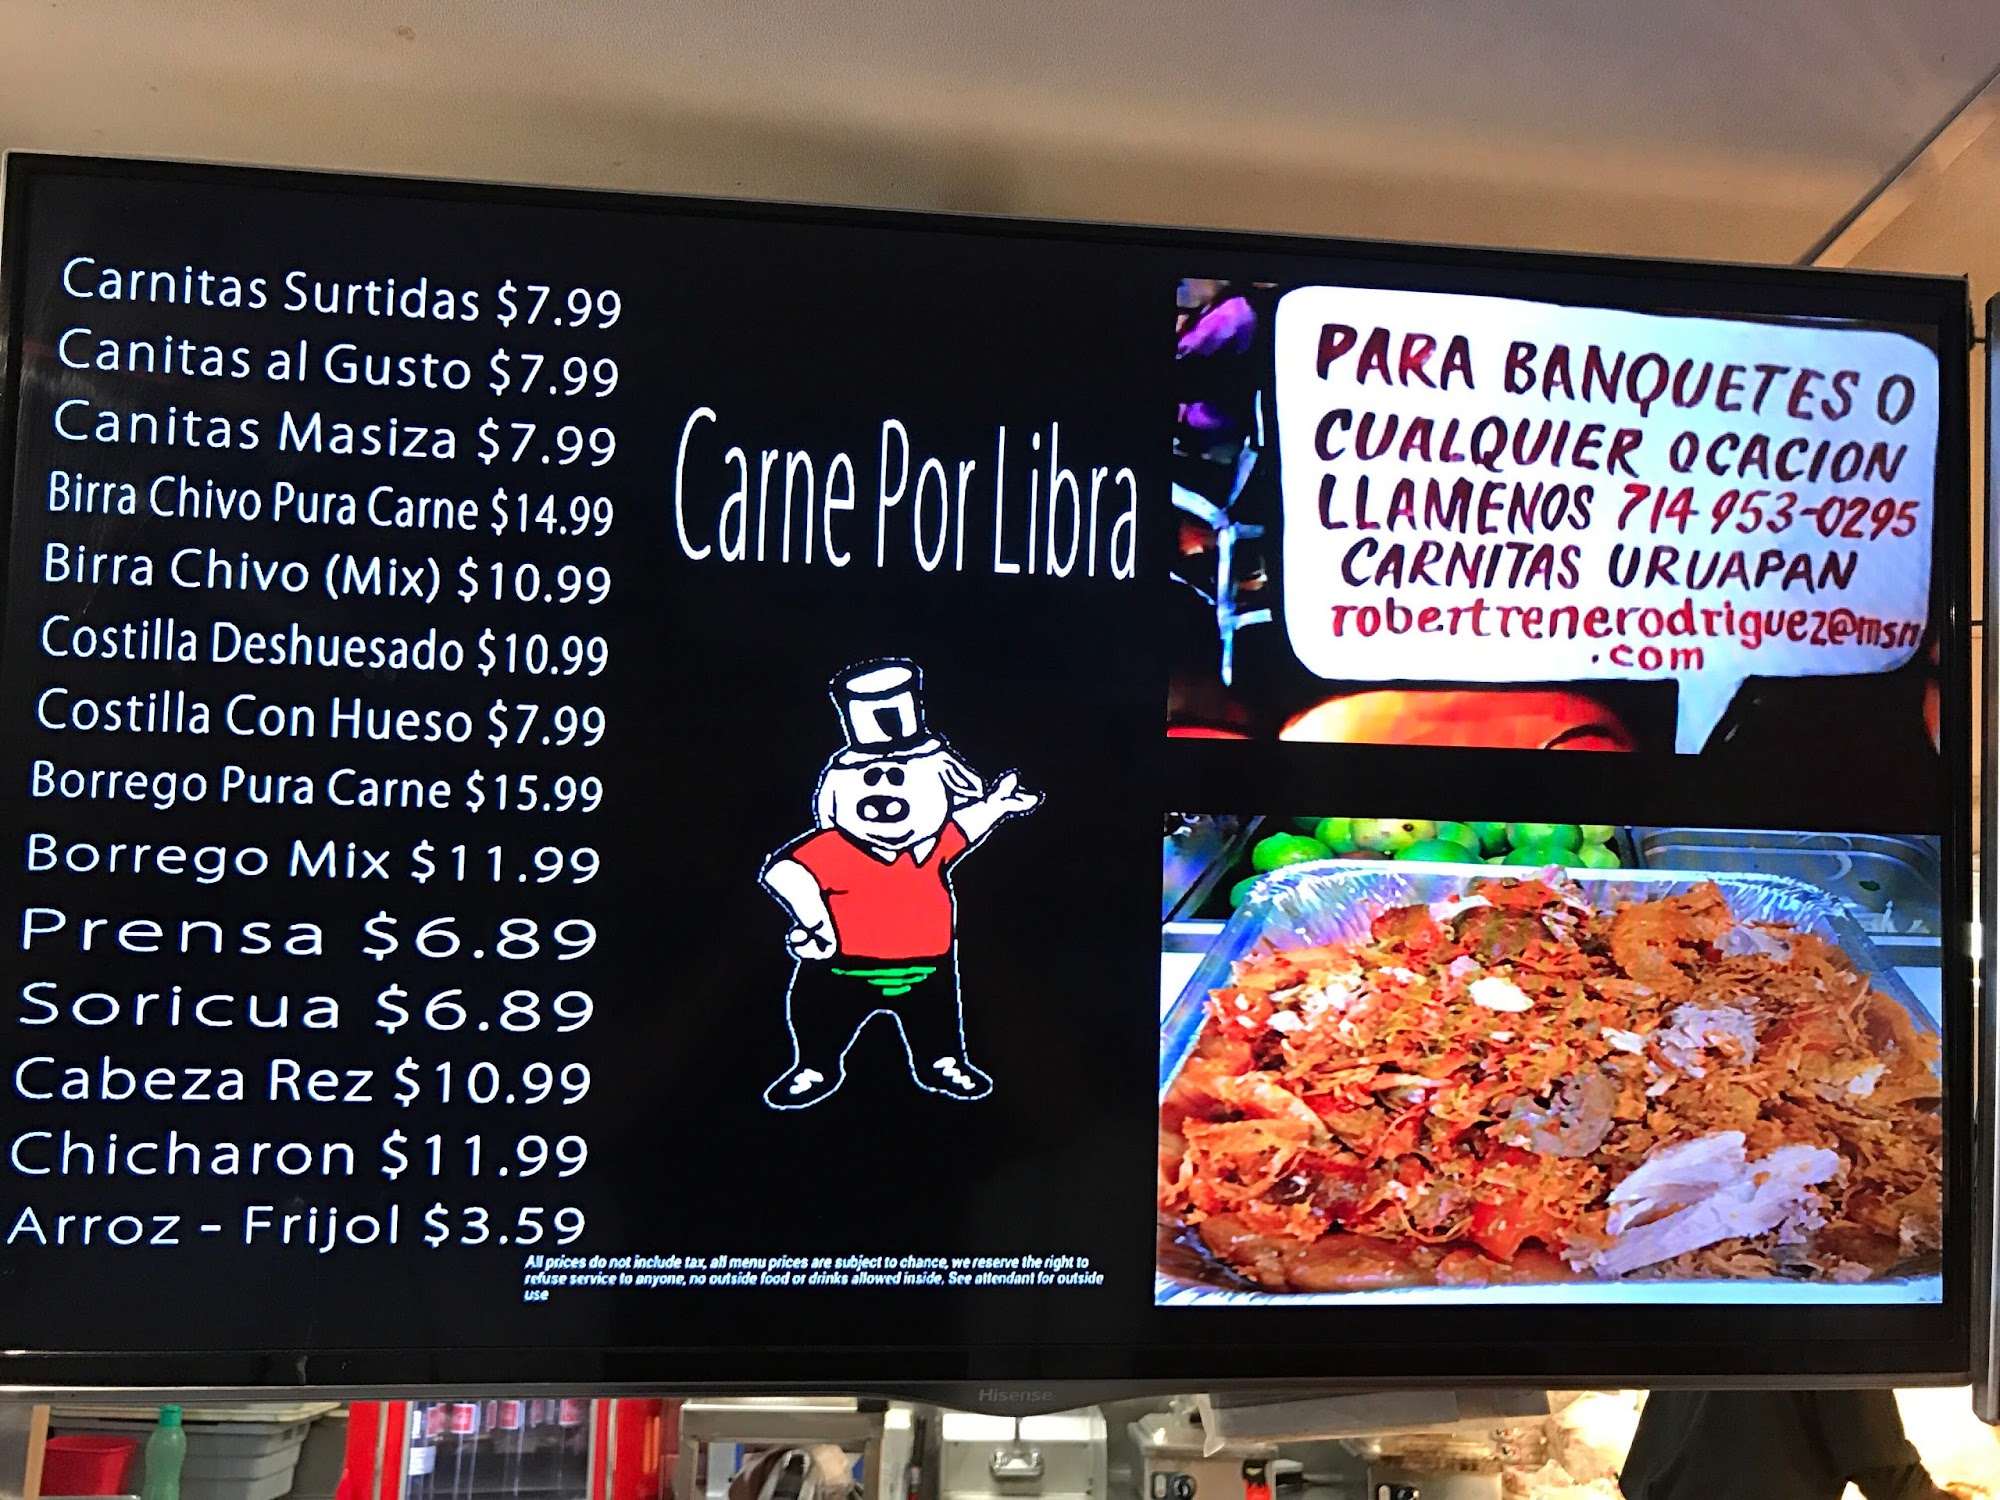 Carnitas Surtidas $7.99
Canitas al Gusto $7.99
Canitas Masiza $7.99
Birra Chivo Pura Carne $14.99
Birra Chivo (Mix) $10.99
Costilla Deshuesado $10.99
Costilla Con Hueso $7.99
Borrego Pura Carne $15.99
Borrego Mix $11.99
Prensa $6.89
Soricua $6.89
Cabeza Rez $10.99
Chicharon $11.99
Arroz - Frijol $3.59
Carne Por Libra
All prices do not include tax, all menu prices are subject to chance, we reserve the right to
refuse service to anyone, no outside food or drinks allowed inside, See attendant for outside
use
PARA BANQUETES O
CUALQUIER OCACION
LLAMENOS 714 953-0295
CARNITAS URUAPAN
robertrenerodriguez@msn
.com
Hisense